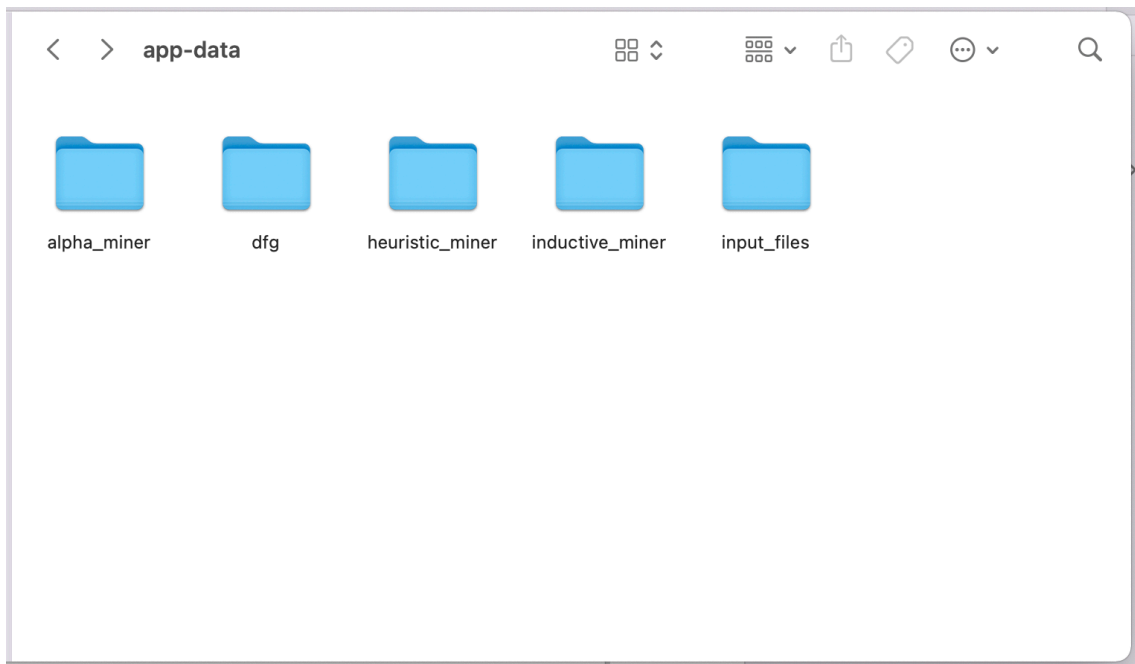 app-data
alpha_miner
dfg
heuristic_miner
inductive_miner
input_files